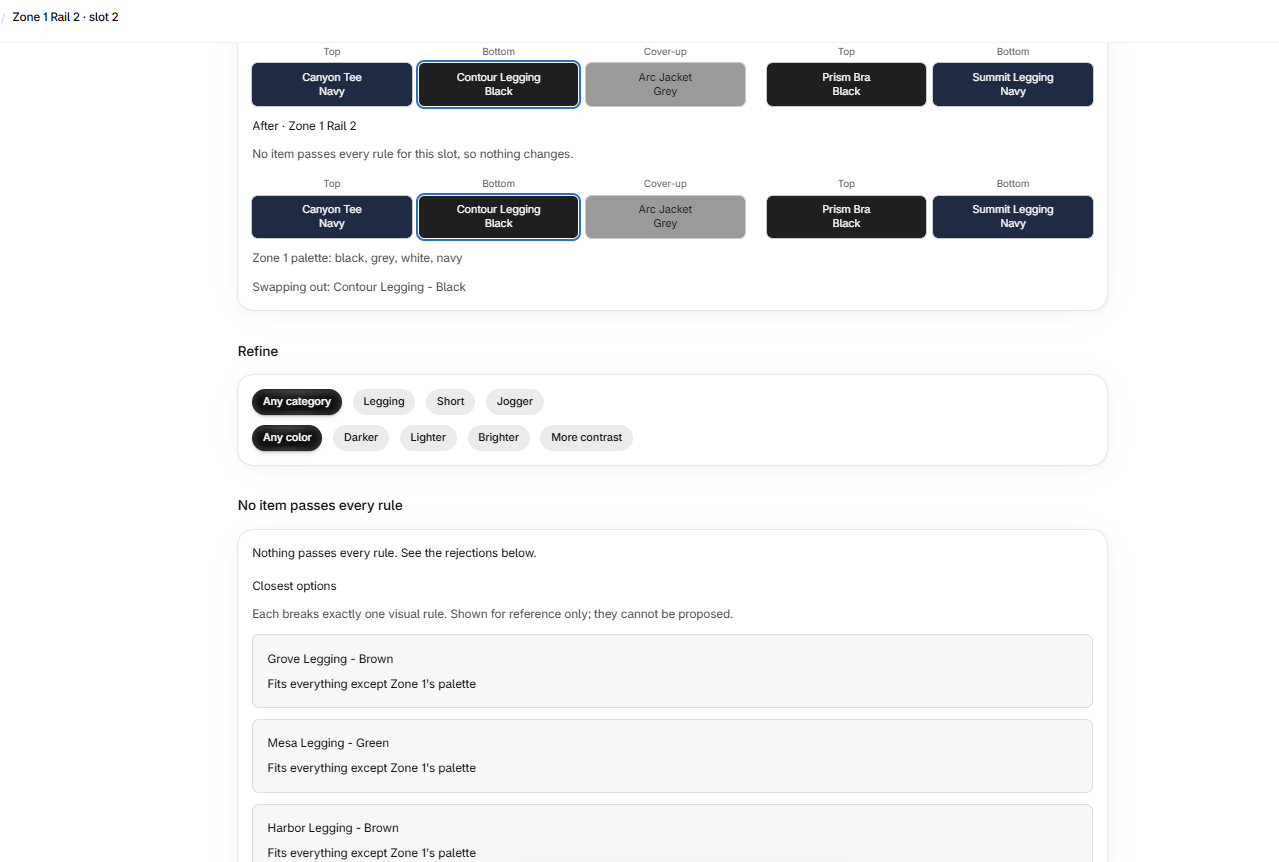 / Zone 1 Rail 2 · slot 2
Top Bottom Cover-up Top Bottom
Canyon Tee Contour Legging Arc Jacket Prism Bra Summit Legging
Navy Black Grey Black Navy
After · Zone 1 Rail 2
No item passes every rule for this slot, so nothing changes.
Top Bottom Cover-up Top Bottom
Canyon Tee Contour Legging Arc Jacket Prism Bra Summit Legging
Navy Black Grey Black Navy
Zone 1 palette: black, grey, white, navy
Swapping out: Contour Legging - Black
Refine
Any category Legging Short Jogger
Any color Darker Lighter Brighter More contrast
No item passes every rule
Nothing passes every rule. See the rejections below.
Closest options
Each breaks exactly one visual rule. Shown for reference only; they cannot be proposed.
Grove Legging - Brown
Fits everything except Zone 1's palette
Mesa Legging - Green
Fits everything except Zone 1's palette
Harbor Legging - Brown
Fits everything except Zone 1's palette